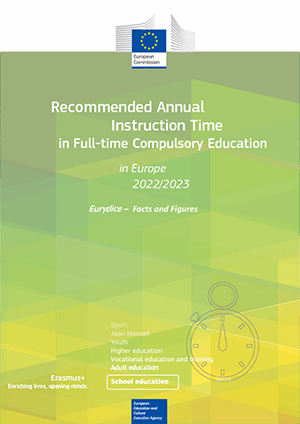 European
Commission
Recommended Annual
Instruction Time
in Full-time Compulsory Education
in Europe
2022/2023
Eurydice – Facts and Figures
Sport
Jean Monnet
Youth
Higher education
Vocational education and training
Adult education
Erasmus+
School education
Enriching lives, opening minds.
European
Education and
Culture
Executive Agency